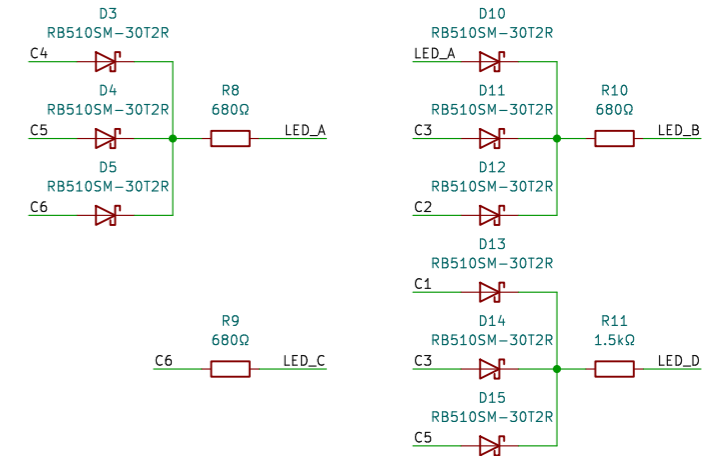 D3
RB510SM-30T2R
C4
D4
RB510SM-30T2R
C5
R8
680Ω
LED_A
D5
RB510SM-30T2R
C6
R9
680Ω
C6
LED_C
D10
RB510SM-30T2R
LED_A
D11
RB510SM-30T2R
C3
R10
680Ω
LED_B
D12
RB510SM-30T2R
C2
D13
RB510SM-30T2R
C1
D14
RB510SM-30T2R
C3
R11
1.5kΩ
LED_D
D15
RB510SM-30T2R
C5